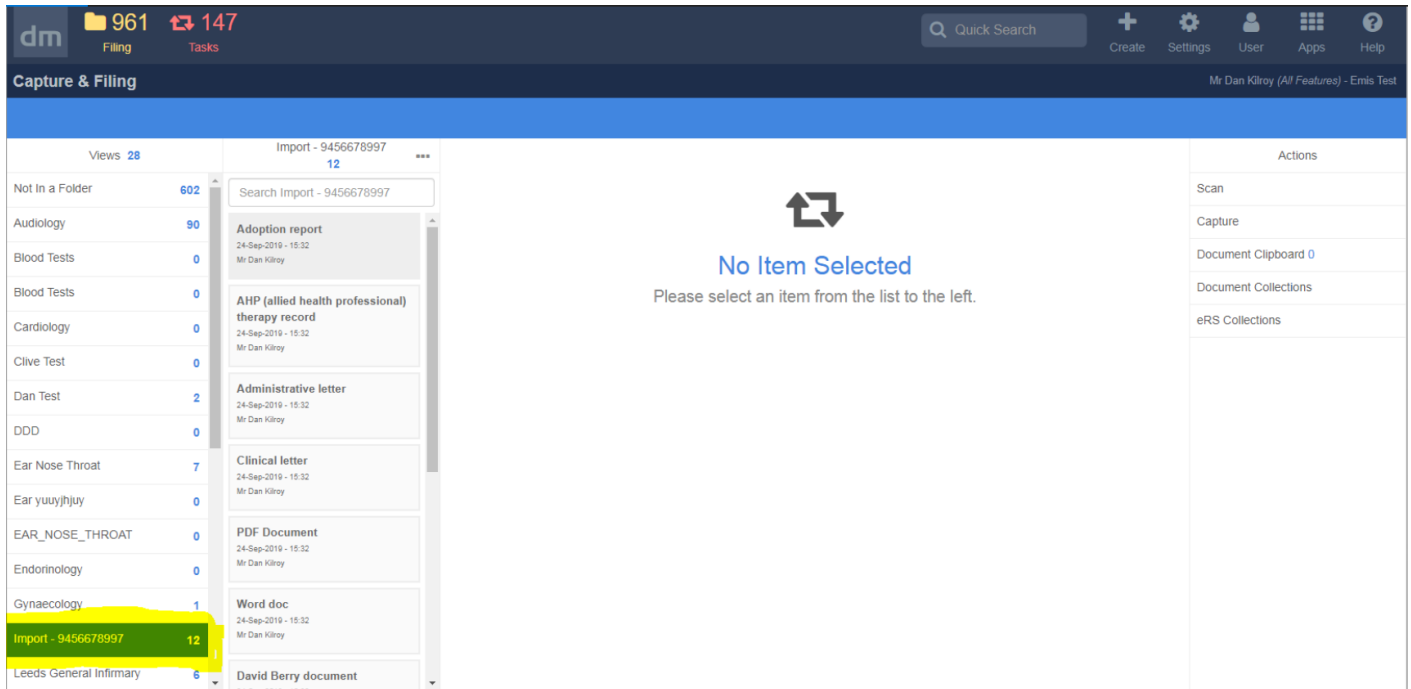 dm
961
Filing
147
Tasks
Quick Search
Create
Settings
User
Apps
Help
Capture & Filing
Mr Dan Kilroy (All Features) - Emis Test
Views 28
Not In a Folder 602
Audiology 90
Blood Tests 0
Blood Tests 0
Cardiology 0
Clive Test 0
Dan Test 2
DDD 0
Ear Nose Throat 7
Ear yuuyjhjuy 0
EAR_NOSE_THROAT 0
Endorinology 0
Gynaecology 1
Import - 9456678997 12
Leeds General Infirmary 6
Import - 9456678997
12
Search Import - 9456678997
Adoption report
24-Sep-2019 - 15:32
Mr Dan Kilroy
AHP (allied health professional)
therapy record
24-Sep-2019 - 15:32
Mr Dan Kilroy
Administrative letter
24-Sep-2019 - 15:32
Mr Dan Kilroy
Clinical letter
24-Sep-2019 - 15:32
Mr Dan Kilroy
PDF Document
24-Sep-2019 - 15:32
Mr Dan Kilroy
Word doc
24-Sep-2019 - 15:32
Mr Dan Kilroy
David Berry document
No Item Selected
Please select an item from the list to the left.
Actions
Scan
Capture
Document Clipboard 0
Document Collections
eRS Collections